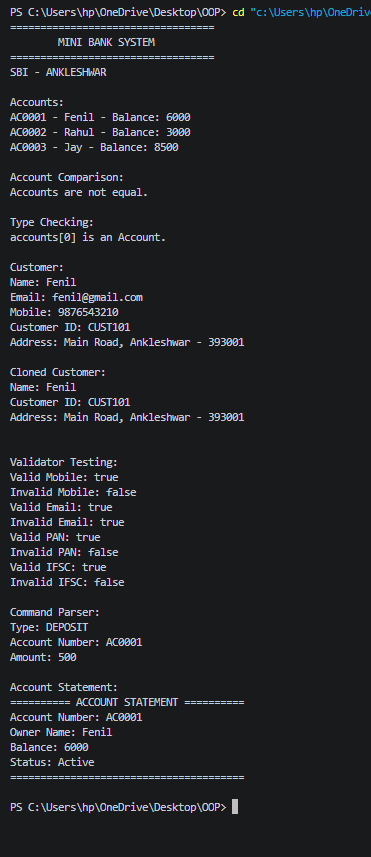 PS C:\Users\hp\OneDrive\Desktop\OOP> cd "c:\Users\hp\OneDrive
==================================
        MINI BANK SYSTEM
==================================
SBI - ANKLESHWAR

Accounts:
AC0001 - Fenil - Balance: 6000
AC0002 - Rahul - Balance: 3000
AC0003 - Jay - Balance: 8500

Account Comparison:
Accounts are not equal.

Type Checking:
accounts[0] is an Account.

Customer:
Name: Fenil
Email: fenil@gmail.com
Mobile: 9876543210
Customer ID: CUST101
Address: Main Road, Ankleshwar - 393001

Cloned Customer:
Name: Fenil
Customer ID: CUST101
Address: Main Road, Ankleshwar - 393001


Validator Testing:
Valid Mobile: true
Invalid Mobile: false
Valid Email: true
Invalid Email: true
Valid PAN: true
Invalid PAN: false
Valid IFSC: true
Invalid IFSC: false

Command Parser:
Type: DEPOSIT
Account Number: AC0001
Amount: 500

Account Statement:
========== ACCOUNT STATEMENT ==========
Account Number: AC0001
Owner Name: Fenil
Balance: 6000
Status: Active
=======================================

PS C:\Users\hp\OneDrive\Desktop\OOP>